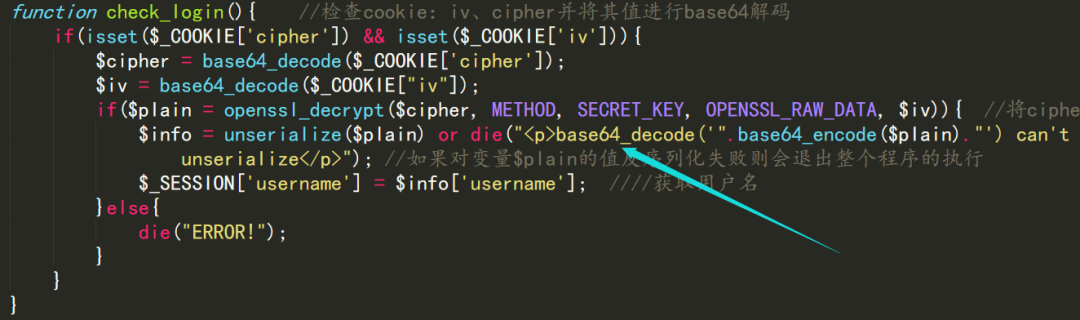 function check_login(){ //检查cookie: iv、cipher并将其值进行base64解码
if(isset($_COOKIE['cipher']) && isset($_COOKIE['iv'])){
$cipher = base64_decode($_COOKIE['cipher']);
$iv = base64_decode($_COOKIE["iv"]);
if($plain = openssl_decrypt($cipher, METHOD, SECRET_KEY, OPENSSL_RAW_DATA, $iv)){ //将ciphe
$info = unserialize($plain) or die("<p>base64_decode('".base64_encode($plain)."') can't
unserialize</p>"); //如果对变量$plain的值反序列化失败则会退出整个程序的执行
$_SESSION['username'] = $info['username']; ////获取用户名
}else{
die("ERROR!");
}
}
}